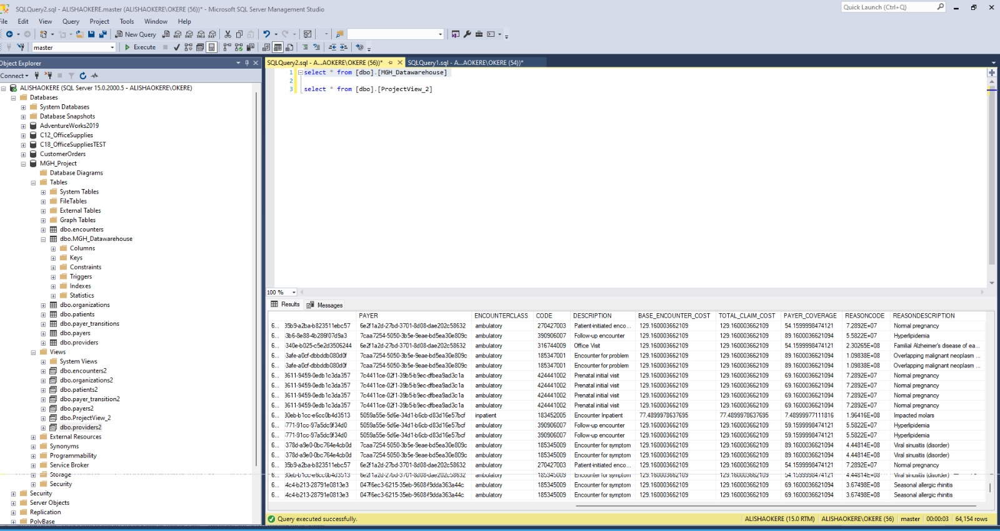 SQLQuery2.sql - ALISHAOKERE.master (ALISHAOKERE\OKERE (56))* - Microsoft SQL Server Management Studio
Quick Launch (Ctrl+Q)
File Edit View Query Project Tools Window Help
New Query
master Execute
Object Explorer
Connect
SQLQuery2.sql - A...AOKERE\OKERE (56))* SQLQuery1.sql - A...AOKERE\OKERE (54))*
1 select * from [dbo].[MGH_Datawarehouse]
2
3 select * from [dbo].[ProjectView_2]
ALISHAOKERE (SQL Server 15.0.2000.5 - ALISHAOKERE\OKERE)
Databases
System Databases
Database Snapshots
AdventureWorks2019
C12_OfficeSupplies
C18_OfficeSuppliesTEST
CustomerOrders
MGH_Project
Database Diagrams
Tables
System Tables
FileTables
External Tables
Graph Tables
dbo.encounters
dbo.MGH_Datawarehouse
Columns
Keys
Constraints
Triggers
Indexes
Statistics
dbo.organizations
dbo.patients
dbo.payer_transitions
dbo.payers
dbo.providers
Views
System Views
dbo.encounters2
dbo.organizations2
dbo.patients2
dbo.payer_transition2
dbo.payers2
dbo.ProjectView_2
dbo.providers2
External Resources
Synonyms
Programmability
Service Broker
Storage
Security
Security
Server Objects
Replication
PolyBase
100 %
Results Messages
PAYER ENCOUNTERCLASS CODE DESCRIPTION BASE_ENCOUNTER_COST TOTAL_CLAIM_COST PAYER_COVERAGE REASONCODE REASONDESCRIPTION
6... 35b9-a2ba-b823511ebc57 6e2f1a2d-27bd-3701-8d08-dae202c58632 ambulatory 270427003 Patient-initiated enco... 129.160003662109 129.160003662109 54.1599998474121 7.2892E+07 Normal pregnancy
6... 3b6-8e88-4b286f07d9a3 7caa7254-5050-3b5e-9eae-bd5ea30e809c ambulatory 390906007 Follow-up encounter 129.160003662109 129.160003662109 89.1600036621094 5.5822E+07 Hyperlipidemia
6... -340e-b025-c5e2d3506244 6e2f1a2d-27bd-3701-8d08-dae202c58632 ambulatory 316744009 Office Visit 129.160003662109 129.160003662109 54.1599998474121 2.30265E+08 Familial Alzheimer's disease of ea...
6... -3afe-a0cf-dbbddb080d0f 7caa7254-5050-3b5e-9eae-bd5ea30e809c ambulatory 185347001 Encounter for problem 129.160003662109 129.160003662109 89.1600036621094 1.09838E+08 Overlapping malignant neoplasm ...
6... -3afe-a0cf-dbbddb080d0f 7caa7254-5050-3b5e-9eae-bd5ea30e809c ambulatory 185347001 Encounter for problem 129.160003662109 129.160003662109 89.1600036621094 1.09838E+08 Overlapping malignant neoplasm ...
6... 3611-9459-0edb1c3da357 7c4411ce-02f1-39b5-b9ec-dfbea9ad3c1a ambulatory 424441002 Prenatal initial visit 129.160003662109 129.160003662109 69.1600036621094 7.2892E+07 Normal pregnancy
6... 3611-9459-0edb1c3da357 7c4411ce-02f1-39b5-b9ec-dfbea9ad3c1a ambulatory 424441002 Prenatal initial visit 129.160003662109 129.160003662109 69.1600036621094 7.2892E+07 Normal pregnancy
6... 3611-9459-0edb1c3da357 7c4411ce-02f1-39b5-b9ec-dfbea9ad3c1a ambulatory 424441002 Prenatal initial visit 129.160003662109 129.160003662109 69.1600036621094 7.2892E+07 Normal pregnancy
6... 3611-9459-0edb1c3da357 7c4411ce-02f1-39b5-b9ec-dfbea9ad3c1a ambulatory 424441002 Prenatal initial visit 129.160003662109 129.160003662109 69.1600036621094 7.2892E+07 Normal pregnancy
6... 30eb-b1cc-e6cc0b4d3513 5059a55e-5d6e-34d1-b6cb-d83d16e57bcf inpatient 183452005 Encounter Inpatient 77.4899978637695 77.4899978637695 7.48999977111816 1.96416E+08 Impacted molars
6... -771-91cc-97a5dc9f34d0 5059a55e-5d6e-34d1-b6cb-d83d16e57bcf ambulatory 390906007 Follow-up encounter 129.160003662109 129.160003662109 59.1599998474121 5.5822E+07 Hyperlipidemia
6... -771-91cc-97a5dc9f34d0 5059a55e-5d6e-34d1-b6cb-d83d16e57bcf ambulatory 390906007 Follow-up encounter 129.160003662109 129.160003662109 59.1599998474121 5.5822E+07 Hyperlipidemia
6... -378d-a9e0-0bc764e4cb0d 7caa7254-5050-3b5e-9eae-bd5ea30e809c ambulatory 185345009 Encounter for symptom 129.160003662109 129.160003662109 89.1600036621094 4.44814E+08 Viral sinusitis (disorder)
6... -378d-a9e0-0bc764e4cb0d 7caa7254-5050-3b5e-9eae-bd5ea30e809c ambulatory 185345009 Encounter for symptom 129.160003662109 129.160003662109 89.1600036621094 4.44814E+08 Viral sinusitis (disorder)
6... 35b9-a2ba-b823511ebc57 6e2f1a2d-27bd-3701-8d08-dae202c58632 ambulatory 270427003 Patient-initiated enco... 129.160003662109 129.160003662109 54.1599998474121 7.2892E+07 Normal pregnancy
6... 30eb-b1cc-e6cc0b4d3513 6e2f1a2d-27bd-3701-8d08-dae202c58632 ambulatory 185345009 Encounter for symptom 129.160003662109 129.160003662109 54.1599998474121 4.44814E+08 Viral sinusitis (disorder)
6... 44c4-b213-28791e0813e3 047f6ec3-6215-35eb-9608-f9dda363a44c ambulatory 185345009 Encounter for symptom 129.160003662109 129.160003662109 69.1600036621094 3.67498E+08 Seasonal allergic rhinitis
6... 44c4-b213-28791e0813e3 047f6ec3-6215-35eb-9608-f9dda363a44c ambulatory 185345009 Encounter for symptom 129.160003662109 129.160003662109 69.1600036621094 3.67498E+08 Seasonal allergic rhinitis
Query executed successfully. ALISHAOKERE (15.0 RTM) ALISHAOKERE\OKERE (56) master 00:00:03 64,154 rows